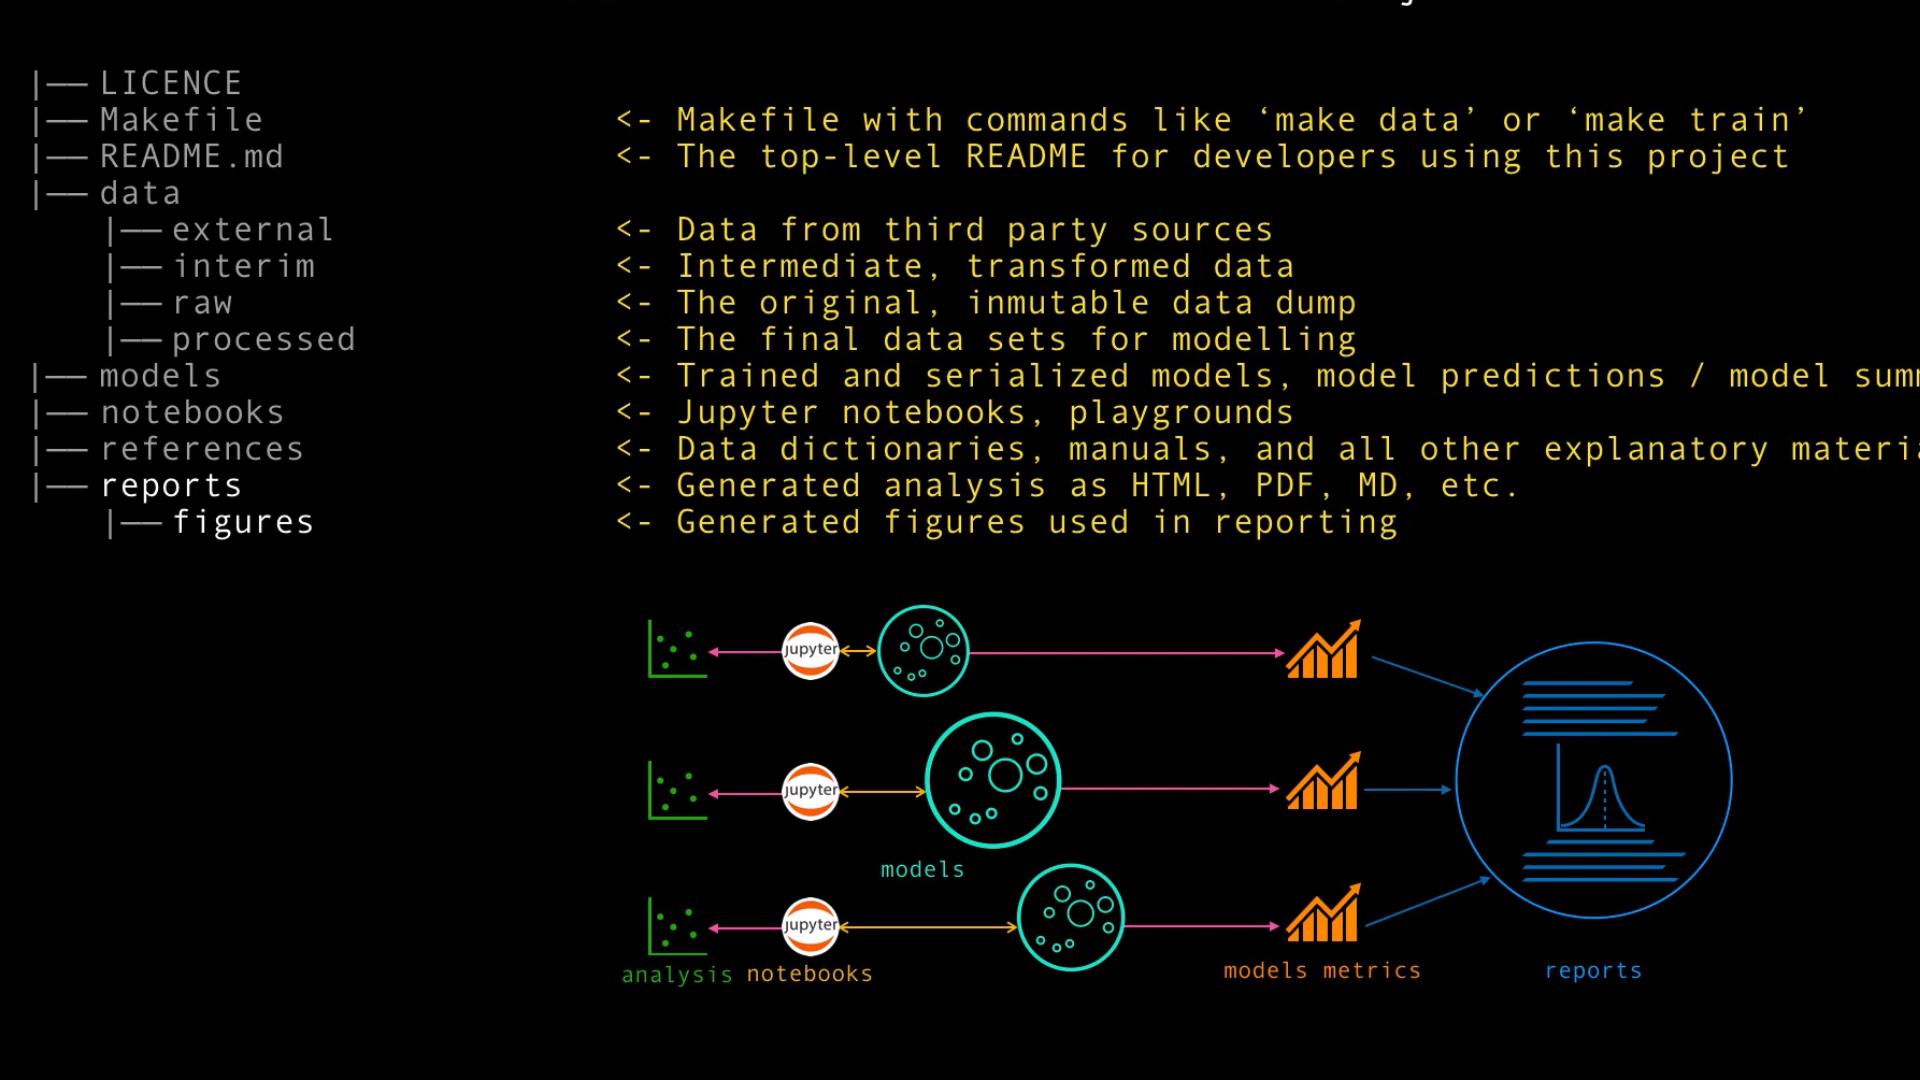 |── LICENCE
|── Makefile <- Makefile with commands like ‘make data’ or ‘make train’
|── README.md <- The top-level README for developers using this project
|── data
|── external <- Data from third party sources
|── interim <- Intermediate, transformed data
|── raw <- The original, inmutable data dump
|── processed <- The final data sets for modelling
|── models <- Trained and serialized models, model predictions / model
|── notebooks <- Jupyter notebooks, playgrounds
|── references <- Data dictionaries, manuals, and all other explanatory
|── reports <- Generated analysis as HTML, PDF, MD, etc.
|── figures <- Generated figures used in reporting
jupyter
jupyter
models
jupyter
analysis notebooks models metrics reports